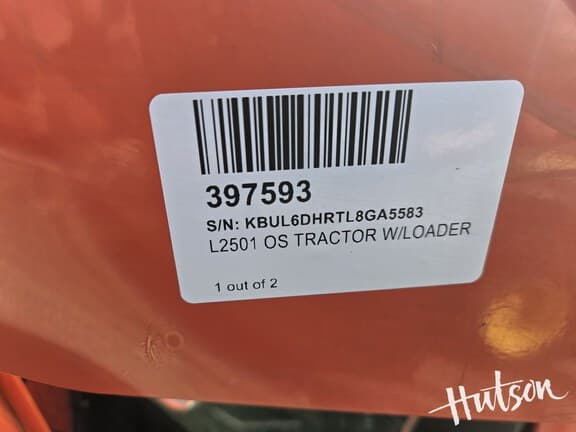 397593
S/N: KBUL6DHRTL8GA5583
L2501 OS TRACTOR W/LOADER
1 out of 2
Hutson